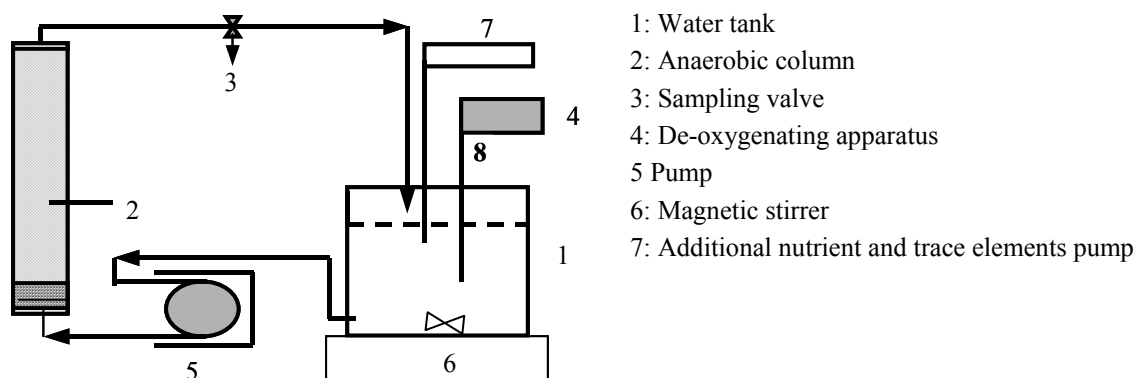 7
3
4
8
2
1
5
6
1: Water tank
2: Anaerobic column
3: Sampling valve
4: De-oxygenating apparatus
5 Pump
6: Magnetic stirrer
7: Additional nutrient and trace elements pump